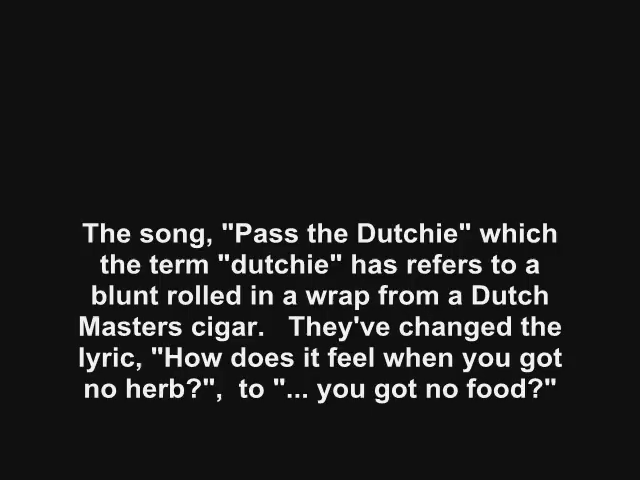 The song, "Pass the Dutchie" which
the term "dutchie" has refers to a
blunt rolled in a wrap from a Dutch
Masters cigar.   They've changed the
lyric, "How does it feel when you got
no herb?",  to "... you got no food?"